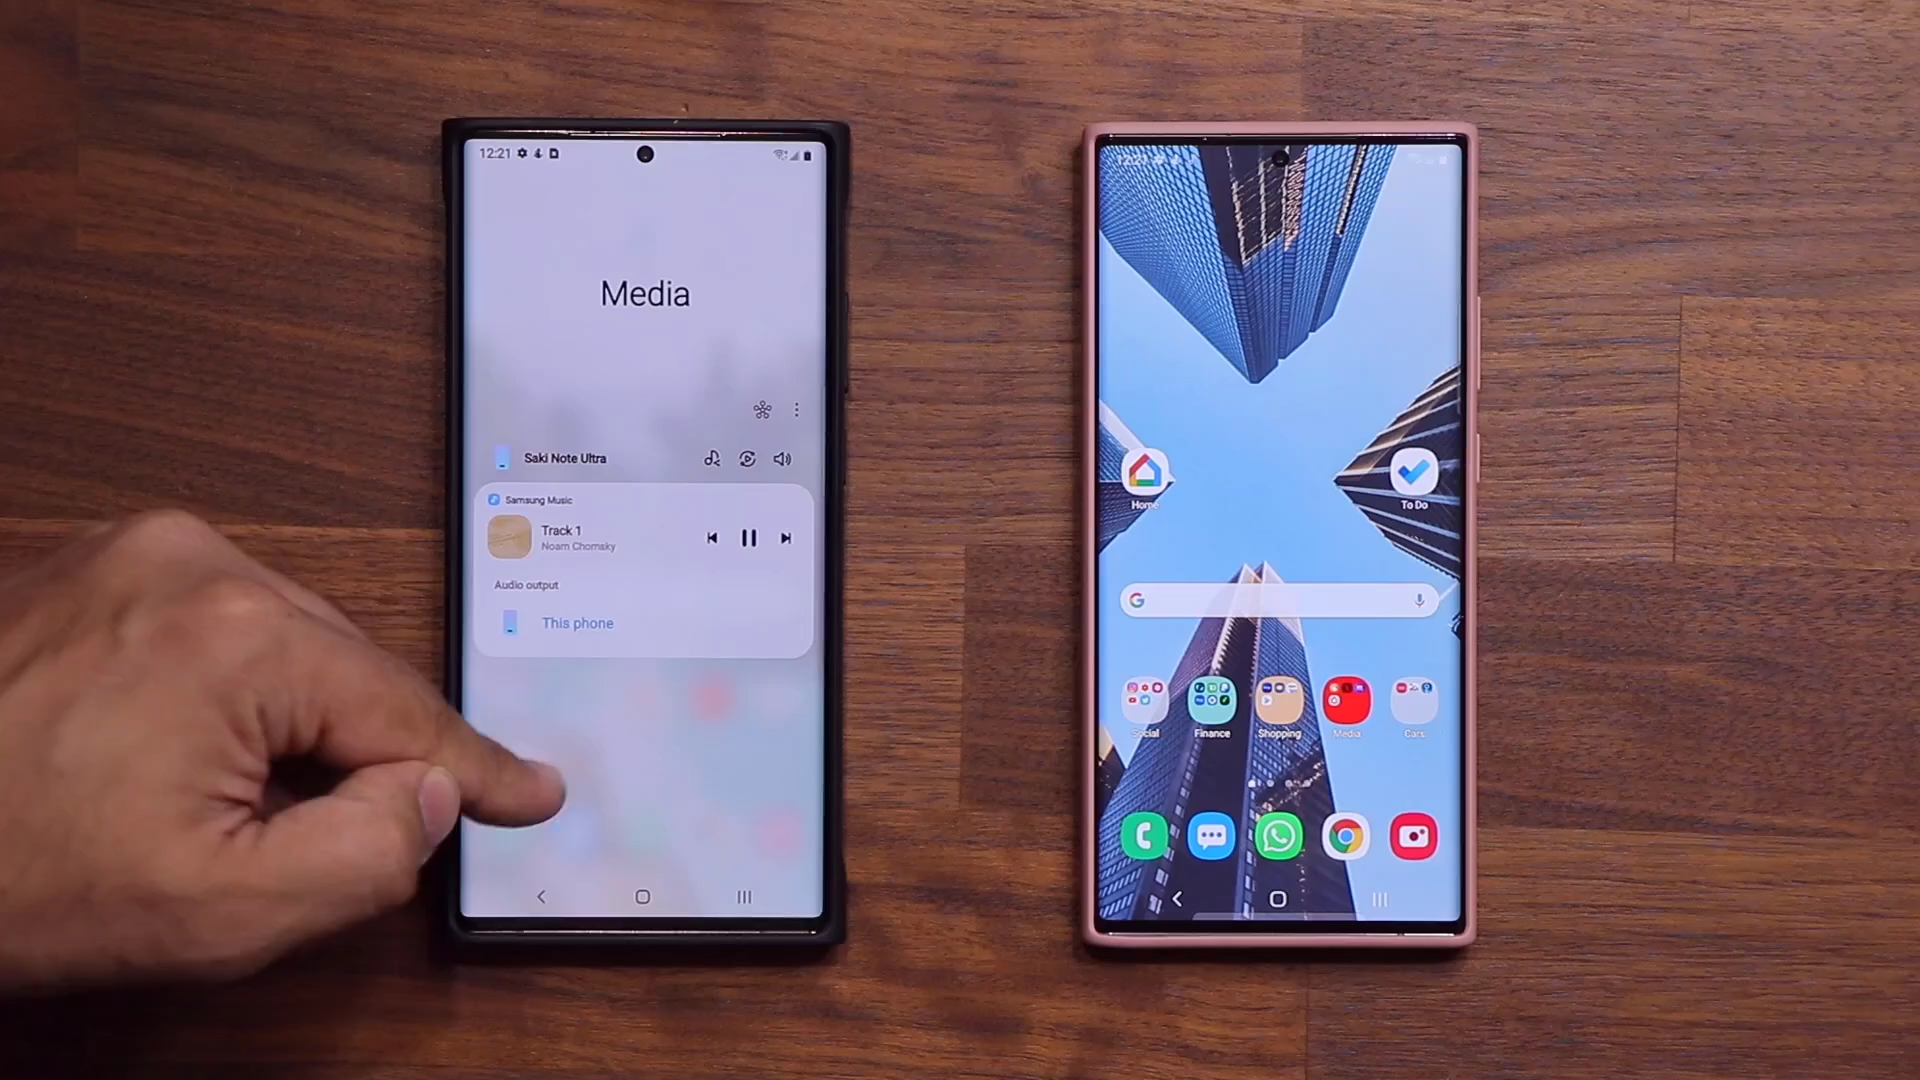 12:21
Media
Saki Note Ultra
Samsung Music
Track 1
Noam Chomsky
Audio output
This phone
Home
To Do
Social
Finance
Shopping
Media
Cars